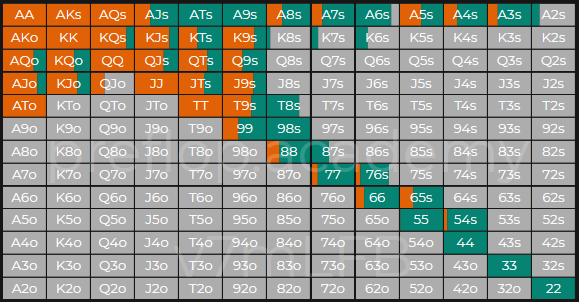 AA AKs AQs AJs ATs A9s A8s A7s A6s A5s A4s A3s A2s
AKo KK KQs KJs KTs K9s K8s K7s K6s K5s K4s K3s K2s
AQo KQo QQ QJs QTs Q9s Q8s Q7s Q6s Q5s Q4s Q3s Q2s
AJo KJo QJo JJ JTs J9s J8s J7s J6s J5s J4s J3s J2s
ATo KTo QTo JTo TT T9s T8s T7s T6s T5s T4s T3s T2s
A9o K9o Q9o J9o T9o 99 98s 97s 96s 95s 94s 93s 92s
A8o K8o Q8o J8o T8o 98o 88 87s 86s 85s 84s 83s 82s
A7o K7o Q7o J7o T7o 97o 87o 77 76s 75s 74s 73s 72s
A6o K6o Q6o J6o T6o 96o 86o 76o 66 65s 64s 63s 62s
A5o K5o Q5o J5o T5o 95o 85o 75o 65o 55 54s 53s 52s
A4o K4o Q4o J4o T4o 94o 84o 74o 64o 54o 44 43s 42s
A3o K3o Q3o J3o T3o 93o 83o 73o 63o 53o 43o 33 32s
A2o K2o Q2o J2o T2o 92o 82o 72o 62o 52o 42o 32o 22
preflop.academy